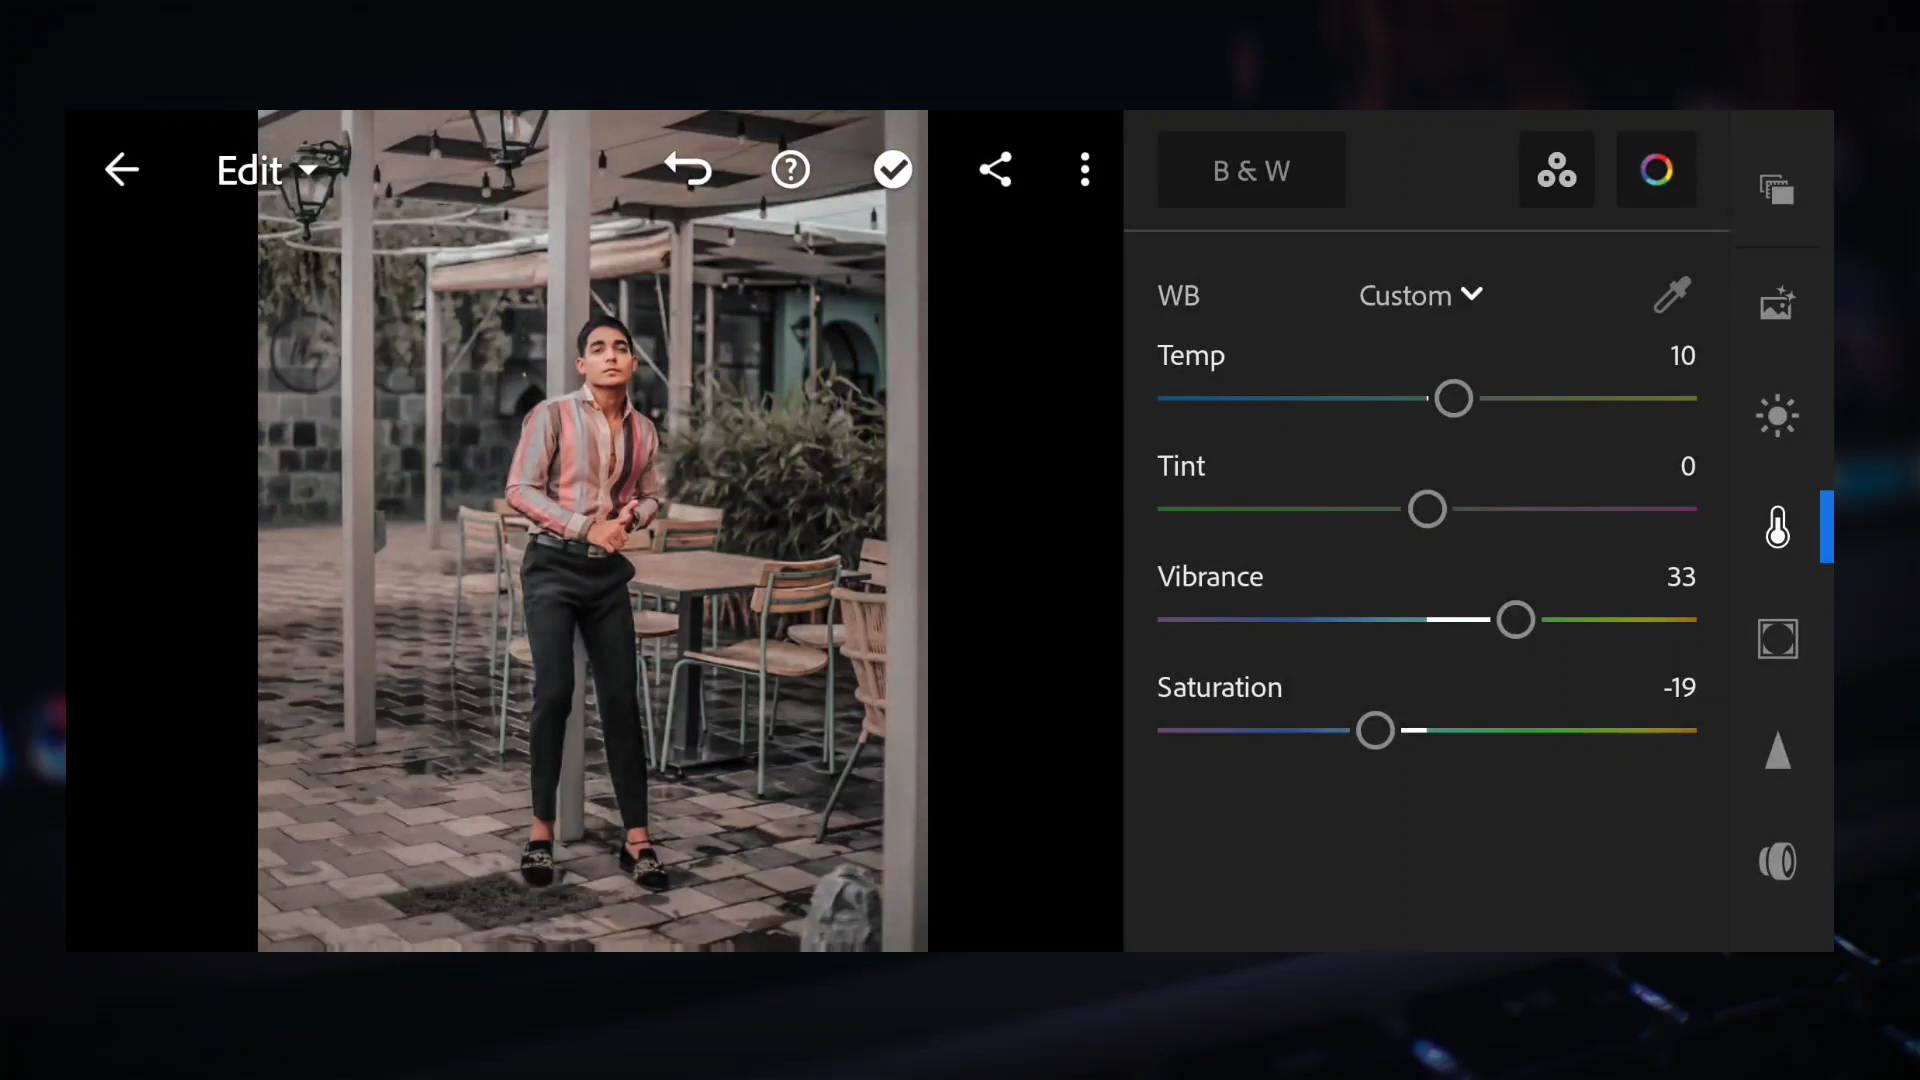 Edit
B & W
WB Custom
Temp 10
Tint 0
Vibrance 33
Saturation -19